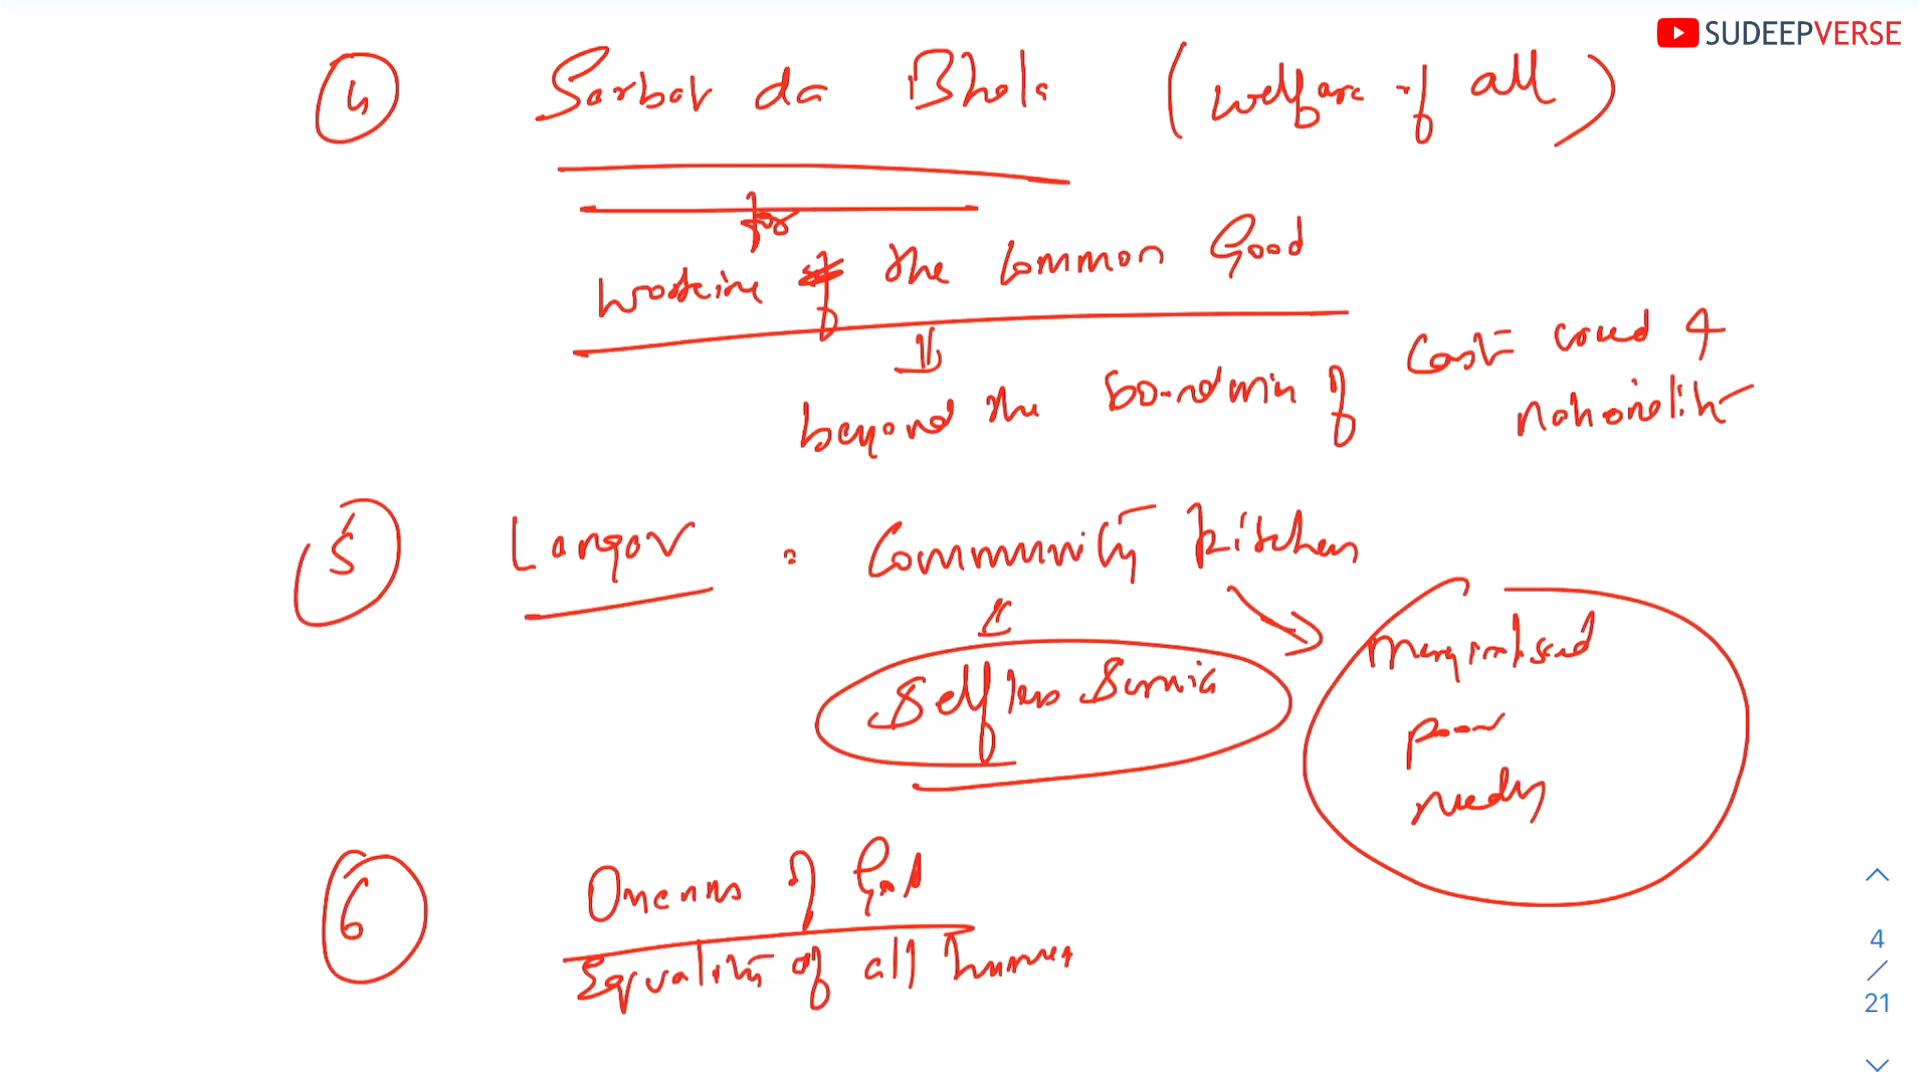 SUDEEPVERSE
4 Sarbat da Bhala (welfare of all)
for
working of the Common Good
beyond the boundaries of Caste creed &
nationality
5 Langar : Community kitchen
Selfless Service
marginalised
poor
needy
6 Oneness of God
Equality of all humans
4
/
21